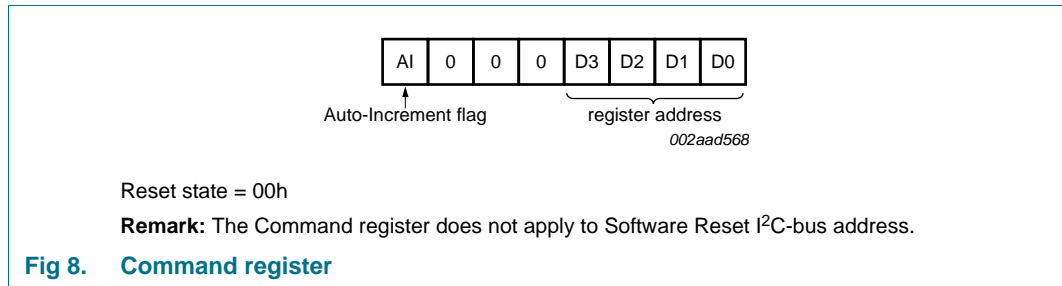 AI 0 0 0 D3 D2 D1 D0
Auto-Increment flag register address
002aad568
Reset state = 00h
Remark: The Command register does not apply to Software Reset I²C-bus address.
Fig 8. Command register